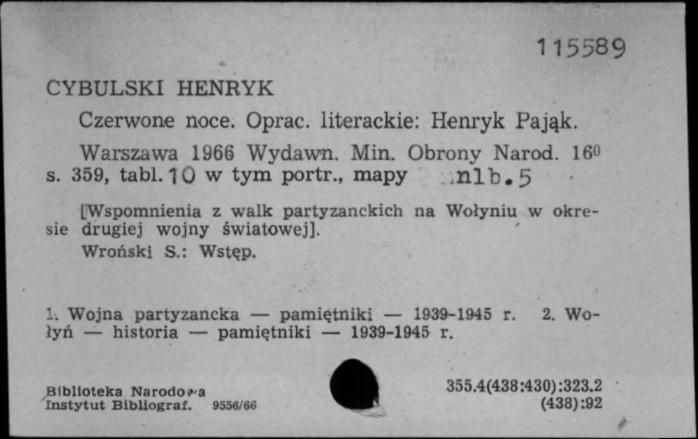 115589
CYBULSKI HENRYK
Czerwone noce. Oprac. literackie: Henryk Pająk.
Warszawa 1966 Wydawn. Min. Obrony Narod. 16⁰
s. 359, tabl. 10 w tym portr., mapy nlb. 5
[Wspomnienia z walk partyzanckich na Wołyniu w okre-
sie drugiej wojny światowej].
Wroński S.: Wstęp.
1. Wojna partyzancka — pamiętniki — 1939-1945 r. 2. Wo-
łyń — historia — pamiętniki — 1939-1945 r.
Biblioteka Narodowa 355.4(438:430):323.2
Instytut Bibliograf. 9556/66 (438):92